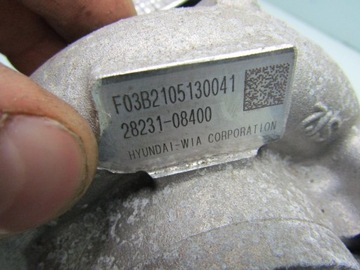 F03B2105130041
28231-08400
HYUNDAI-WIA CORPORATION